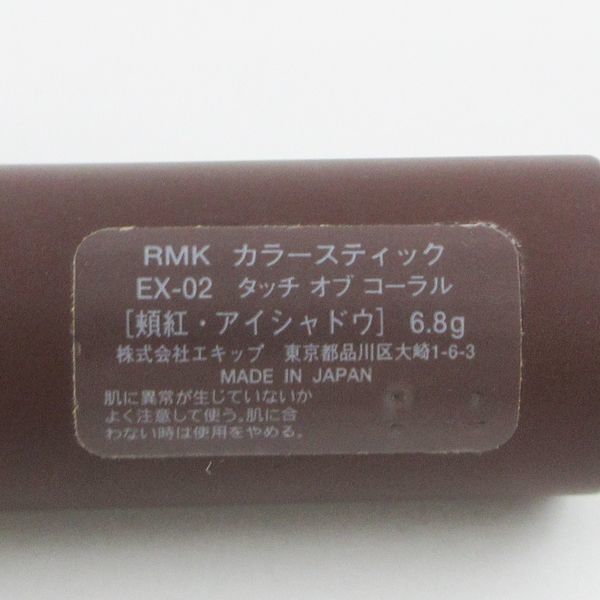 RMK カラースティック
EX-02 タッチ オブ コーラル
[頬紅・アイシャドウ] 6.8g
株式会社エキップ 東京都品川区大崎1-6-3
MADE IN JAPAN
肌に異常が生じていないか
よく注意して使う。肌に合
わない時は使用をやめる。